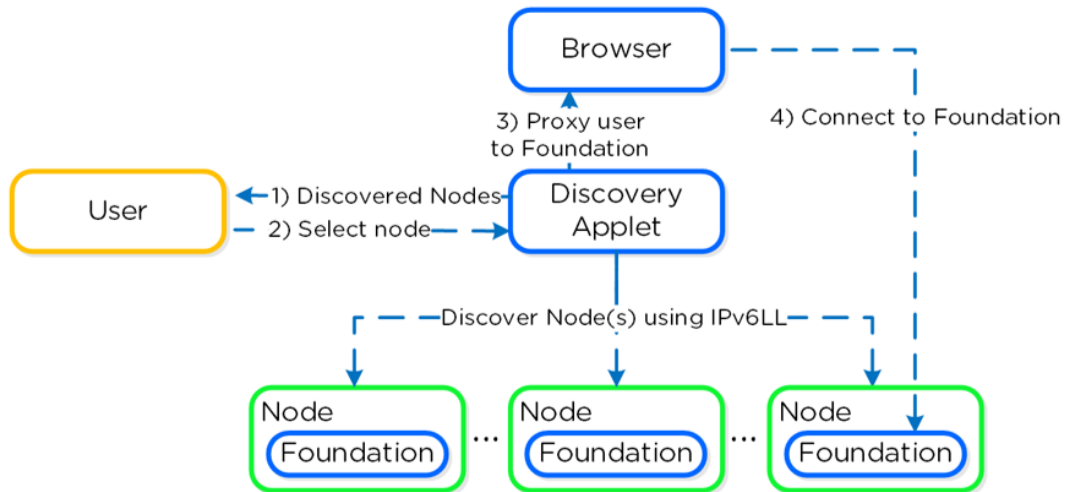 Browser
3) Proxy user
to Foundation
4) Connect to Foundation
User
1) Discovered Nodes
2) Select node
Discovery
Applet
Discover Node(s) using IPv6LL
Node
Foundation
...
Node
Foundation
...
Node
Foundation